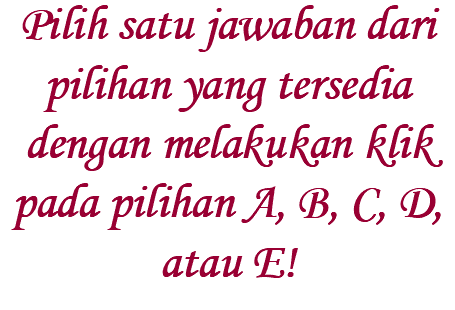 Pilih satu jawaban dari
pilihan yang tersedia
dengan melakukan klik
pada pilihan A, B, C, D,
atau E!